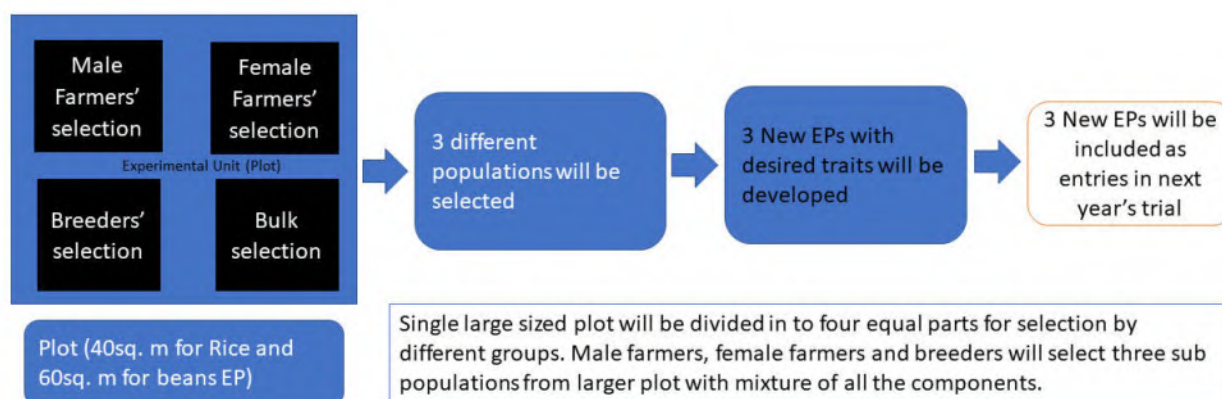 Male
Farmers'
selection
Female
Farmers'
selection
Experimental Unit (Plot)
Breeders'
selection
Bulk
selection
3 different
populations will be
selected
3 New EPs with
desired traits will be
developed
3 New EPs will be
included as
entries in next
year's trial
Plot (40sq. m for Rice and
60sq. m for beans EP)
Single large sized plot will be divided in to four equal parts for selection by
different groups. Male farmers, female farmers and breeders will select three sub
populations from larger plot with mixture of all the components.